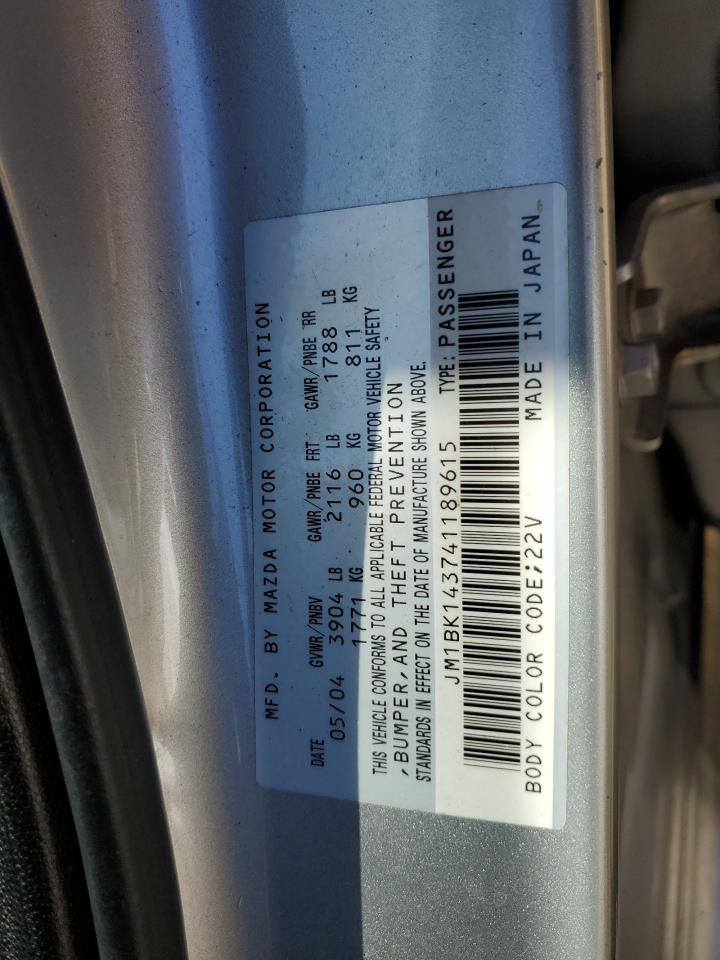 MFD. BY MAZDA MOTOR CORPORATION
DATE GVWR/PNBV GAWR/PNBE FRT GAWR/PNBE RR
05/04 3904 LB 2116 LB 1788 LB
1771 KG 960 KG 811 KG
THIS VEHICLE CONFORMS TO ALL APPLICABLE FEDERAL MOTOR VEHICLE SAFETY
,BUMPER,AND THEFT PREVENTION
STANDARDS IN EFFECT ON THE DATE OF MANUFACTURE SHOWN ABOVE.
JM1BK143741189615 TYPE:PASSENGER
BODY COLOR CODE;22V MADE IN JAPAN